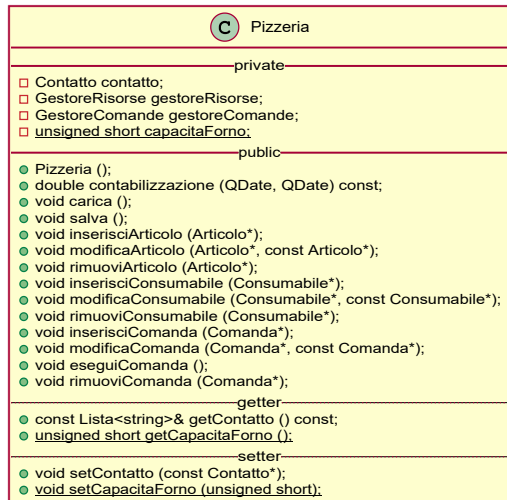 C Pizzeria
private
Contatto contatto;
GestoreRisorse gestoreRisorse;
GestoreComande gestoreComande;
unsigned short capacitaForno;
public
Pizzeria ();
double contabilizzazione (QDate, QDate) const;
void carica ();
void salva ();
void inserisciArticolo (Articolo*);
void modificaArticolo (Articolo*, const Articolo*);
void rimuoviArticolo (Articolo*);
void inserisciConsumabile (Consumabile*);
void modificaConsumabile (Consumabile*, const Consumabile*);
void rimuoviConsumabile (Consumabile*);
void inserisciComanda (Comanda*);
void modificaComanda (Comanda*, const Comanda*);
void eseguiComanda ();
void rimuoviComanda (Comanda*);
getter
const Lista<string>& getContatto () const;
unsigned short getCapacitaForno ();
setter
void setContatto (const Contatto*);
void setCapacitaForno (unsigned short);